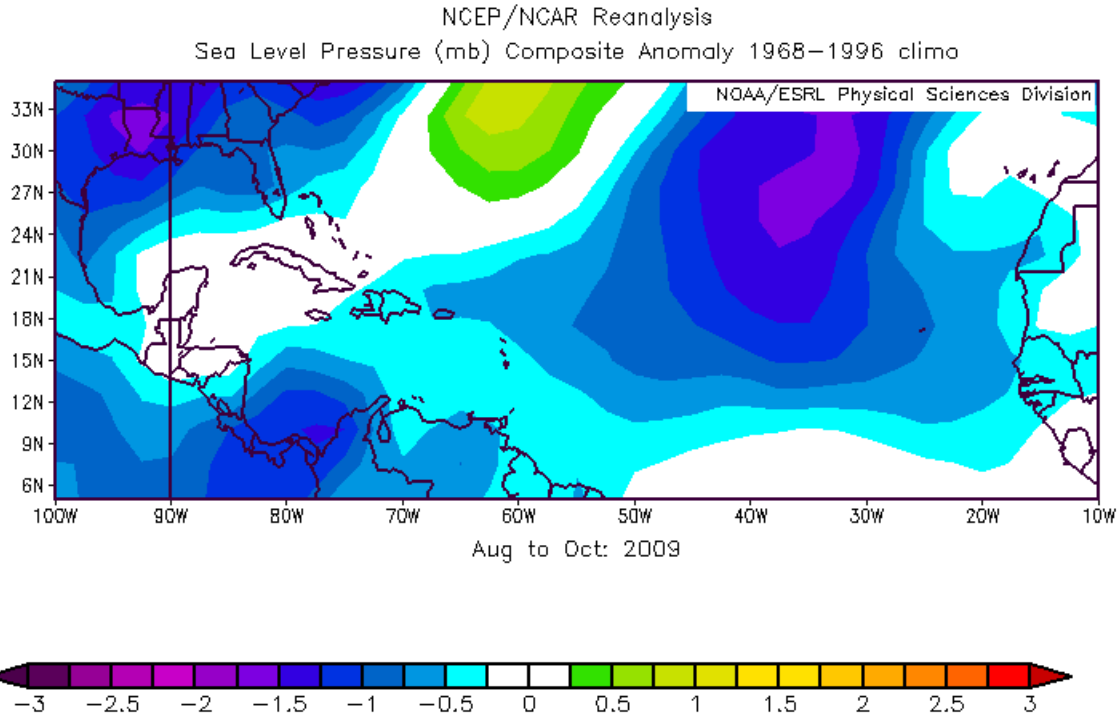 NCEP/NCAR Reanalysis
Sea Level Pressure (mb) Composite Anomaly 1968-1996 climo
NOAA/ESRL Physical Sciences Division
33N
30N
27N
24N
21N
18N
15N
12N
9N
6N
100W 90W 80W 70W 60W 50W 40W 30W 20W 10W
Aug to Oct: 2009
-3 -2.5 -2 -1.5 -1 -0.5 0 0.5 1 1.5 2 2.5 3